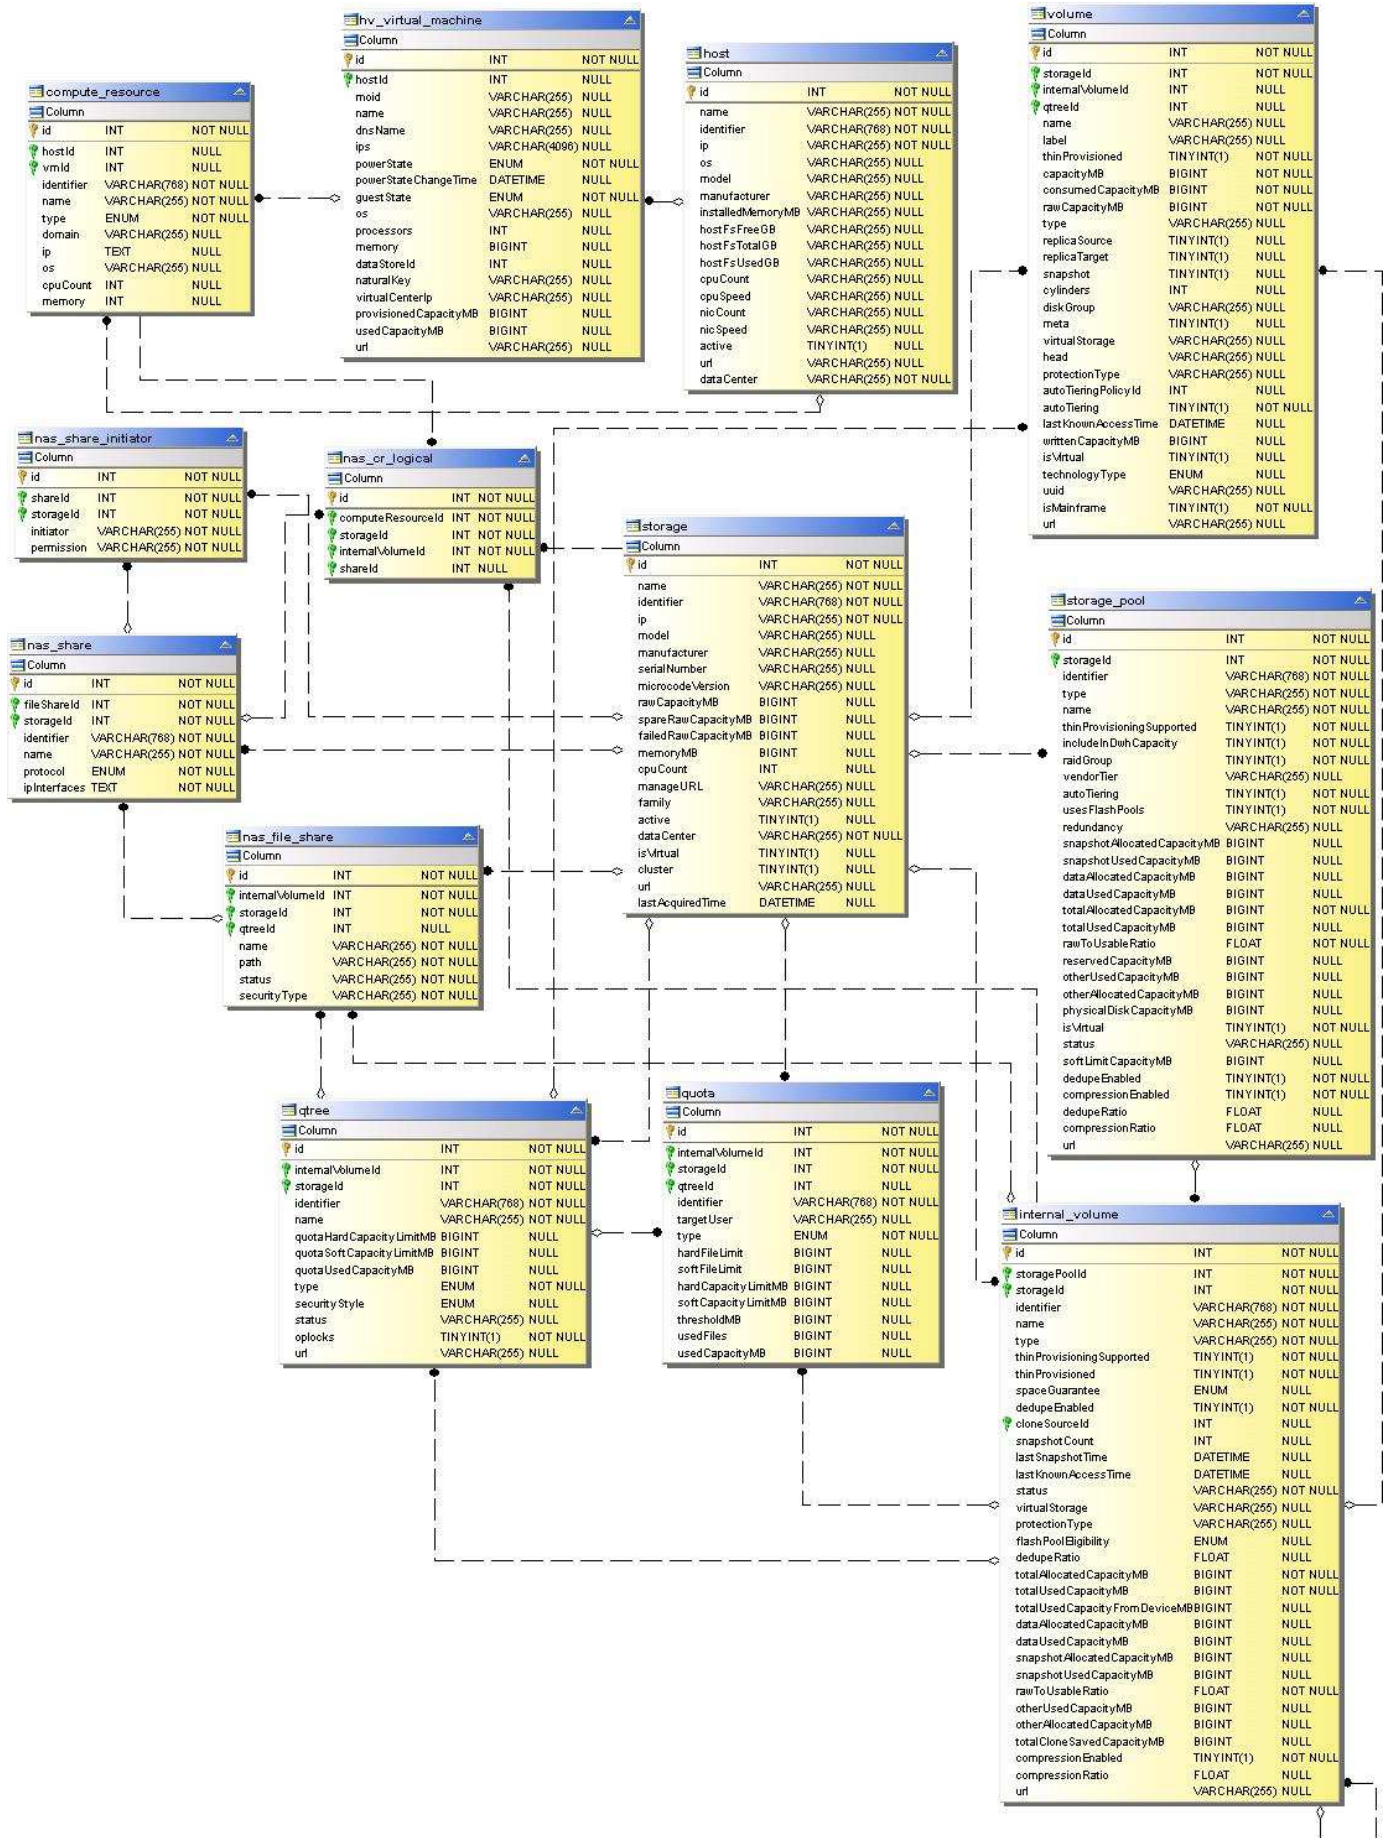 hv_virtual_machine
Column
id INT NOT NULL
hostId INT NULL
moid VARCHAR(255) NULL
name VARCHAR(255) NULL
dnsName VARCHAR(255) NULL
ips VARCHAR(4096) NULL
powerState ENUM NOT NULL
powerStateChangeTime DATETIME NULL
guestState ENUM NOT NULL
os VARCHAR(255) NULL
processors INT NULL
memory BIGINT NULL
dataStoreId INT NULL
naturalKey VARCHAR(255) NULL
virtualCenterIp VARCHAR(255) NULL
provisionedCapacityMB BIGINT NULL
usedCapacityMB BIGINT NULL
url VARCHAR(255) NULL
host
Column
id INT NOT NULL
name VARCHAR(255) NOT NULL
identifier VARCHAR(768) NOT NULL
ip VARCHAR(255) NOT NULL
os VARCHAR(255) NULL
model VARCHAR(255) NULL
manufacturer VARCHAR(255) NULL
installedMemoryMB VARCHAR(255) NULL
hostFsFreeGB VARCHAR(255) NULL
hostFsTotalGB VARCHAR(255) NULL
hostFsUsedGB VARCHAR(255) NULL
cpuCount VARCHAR(255) NULL
cpuSpeed VARCHAR(255) NULL
nicCount VARCHAR(255) NULL
nicSpeed VARCHAR(255) NULL
active TINYINT(1) NULL
url VARCHAR(255) NULL
dataCenter VARCHAR(255) NOT NULL
volume
Column
id INT NOT NULL
storageId INT NOT NULL
internalVolumeId INT NULL
qtreeId INT NULL
name VARCHAR(255) NULL
label VARCHAR(255) NULL
thinProvisioned TINYINT(1) NOT NULL
capacityMB BIGINT NOT NULL
consumedCapacityMB BIGINT NOT NULL
rawCapacityMB BIGINT NOT NULL
type VARCHAR(255) NULL
replicaSource TINYINT(1) NULL
replicaTarget TINYINT(1) NULL
snapshot TINYINT(1) NULL
cylinders INT NULL
diskGroup VARCHAR(255) NULL
meta TINYINT(1) NULL
virtualStorage VARCHAR(255) NULL
head VARCHAR(255) NULL
protectionType VARCHAR(255) NULL
autoTieringPolicyId INT NULL
autoTiering TINYINT(1) NOT NULL
lastKnownAccessTime DATETIME NULL
writtenCapacityMB BIGINT NULL
isVirtual TINYINT(1) NULL
technologyType ENUM NULL
uuid VARCHAR(255) NULL
isMainframe TINYINT(1) NOT NULL
url VARCHAR(255) NULL
compute_resource
Column
id INT NOT NULL
hostId INT NULL
vmId INT NULL
identifier VARCHAR(768) NOT NULL
name VARCHAR(255) NOT NULL
type ENUM NOT NULL
domain VARCHAR(255) NULL
ip TEXT NULL
os VARCHAR(255) NULL
cpuCount INT NULL
memory INT NULL
nas_share_initiator
Column
id INT NOT NULL
shareId INT NOT NULL
storageId INT NOT NULL
initiator VARCHAR(255) NOT NULL
permission VARCHAR(255) NOT NULL
nas_cr_logical
Column
id INT NOT NULL
computeResourceId INT NOT NULL
storageId INT NOT NULL
internalVolumeId INT NOT NULL
shareId INT NULL
storage
Column
id INT NOT NULL
name VARCHAR(255) NOT NULL
identifier VARCHAR(768) NOT NULL
ip VARCHAR(255) NOT NULL
model VARCHAR(255) NULL
manufacturer VARCHAR(255) NULL
serialNumber VARCHAR(255) NULL
microcodeVersion VARCHAR(255) NULL
rawCapacityMB BIGINT NULL
spareRawCapacityMB BIGINT NULL
failedRawCapacityMB BIGINT NULL
memoryMB BIGINT NULL
cpuCount INT NULL
manageURL VARCHAR(255) NULL
family VARCHAR(255) NULL
active TINYINT(1) NULL
dataCenter VARCHAR(255) NOT NULL
isVirtual TINYINT(1) NULL
cluster TINYINT(1) NULL
url VARCHAR(255) NULL
lastAcquiredTime DATETIME NULL
storage_pool
Column
id INT NOT NULL
storageId INT NOT NULL
identifier VARCHAR(768) NOT NULL
type VARCHAR(255) NOT NULL
name VARCHAR(255) NOT NULL
thinProvisioningSupported TINYINT(1) NOT NULL
includeInDwhCapacity TINYINT(1) NOT NULL
raidGroup TINYINT(1) NOT NULL
vendorTier VARCHAR(255) NULL
autoTiering TINYINT(1) NOT NULL
usesFlashPools TINYINT(1) NOT NULL
redundancy VARCHAR(255) NULL
snapshotAllocatedCapacityMB BIGINT NULL
snapshotUsedCapacityMB BIGINT NULL
dataAllocatedCapacityMB BIGINT NULL
dataUsedCapacityMB BIGINT NULL
totalAllocatedCapacityMB BIGINT NOT NULL
totalUsedCapacityMB BIGINT NULL
rawToUsableRatio FLOAT NOT NULL
reservedCapacityMB BIGINT NULL
otherUsedCapacityMB BIGINT NULL
otherAllocatedCapacityMB BIGINT NULL
physicalDiskCapacityMB BIGINT NULL
isVirtual TINYINT(1) NOT NULL
status VARCHAR(255) NULL
softLimitCapacityMB BIGINT NULL
dedupeEnabled TINYINT(1) NOT NULL
compressionEnabled TINYINT(1) NOT NULL
dedupeRatio FLOAT NULL
compressionRatio FLOAT NULL
url VARCHAR(255) NULL
nas_share
Column
id INT NOT NULL
fileShareId INT NOT NULL
storageId INT NOT NULL
identifier VARCHAR(768) NOT NULL
name VARCHAR(255) NOT NULL
protocol ENUM NOT NULL
ipInterfaces TEXT NOT NULL
nas_file_share
Column
id INT NOT NULL
internalVolumeId INT NOT NULL
storageId INT NOT NULL
qtreeId INT NULL
name VARCHAR(255) NOT NULL
path VARCHAR(255) NOT NULL
status VARCHAR(255) NOT NULL
securityType VARCHAR(255) NOT NULL
qtree
Column
id INT NOT NULL
internalVolumeId INT NOT NULL
storageId INT NOT NULL
identifier VARCHAR(768) NOT NULL
name VARCHAR(255) NOT NULL
quotaHardCapacityLimitMB BIGINT NULL
quotaSoftCapacityLimitMB BIGINT NULL
quotaUsedCapacityMB BIGINT NULL
type ENUM NOT NULL
securityStyle ENUM NULL
status VARCHAR(255) NULL
oplocks TINYINT(1) NOT NULL
url VARCHAR(255) NULL
quota
Column
id INT NOT NULL
internalVolumeId INT NOT NULL
storageId INT NOT NULL
qtreeId INT NULL
identifier VARCHAR(768) NOT NULL
targetUser VARCHAR(255) NULL
type ENUM NOT NULL
hardFileLimit BIGINT NULL
softFileLimit BIGINT NULL
hardCapacityLimitMB BIGINT NULL
softCapacityLimitMB BIGINT NULL
thresholdMB BIGINT NULL
usedFiles BIGINT NULL
usedCapacityMB BIGINT NULL
internal_volume
Column
id INT NOT NULL
storagePoolId INT NOT NULL
storageId INT NOT NULL
identifier VARCHAR(768) NOT NULL
name VARCHAR(255) NOT NULL
type VARCHAR(255) NOT NULL
thinProvisioningSupported TINYINT(1) NOT NULL
thinProvisioned TINYINT(1) NOT NULL
spaceGuarantee ENUM NULL
dedupeEnabled TINYINT(1) NOT NULL
cloneSourceId INT NULL
snapshotCount INT NULL
lastSnapshotTime DATETIME NULL
lastKnownAccessTime DATETIME NULL
status VARCHAR(255) NOT NULL
virtualStorage VARCHAR(255) NULL
protectionType VARCHAR(255) NULL
flashPoolEligibility ENUM NULL
dedupeRatio FLOAT NULL
totalAllocatedCapacityMB BIGINT NOT NULL
totalUsedCapacityMB BIGINT NOT NULL
totalUsedCapacityFromDeviceMB BIGINT NULL
dataAllocatedCapacityMB BIGINT NULL
dataUsedCapacityMB BIGINT NULL
snapshotAllocatedCapacityMB BIGINT NULL
snapshotUsedCapacityMB BIGINT NULL
rawToUsableRatio FLOAT NOT NULL
otherUsedCapacityMB BIGINT NULL
otherAllocatedCapacityMB BIGINT NULL
totalCloneSavedCapacityMB BIGINT NULL
compressionEnabled TINYINT(1) NOT NULL
compressionRatio FLOAT NULL
url VARCHAR(255) NULL